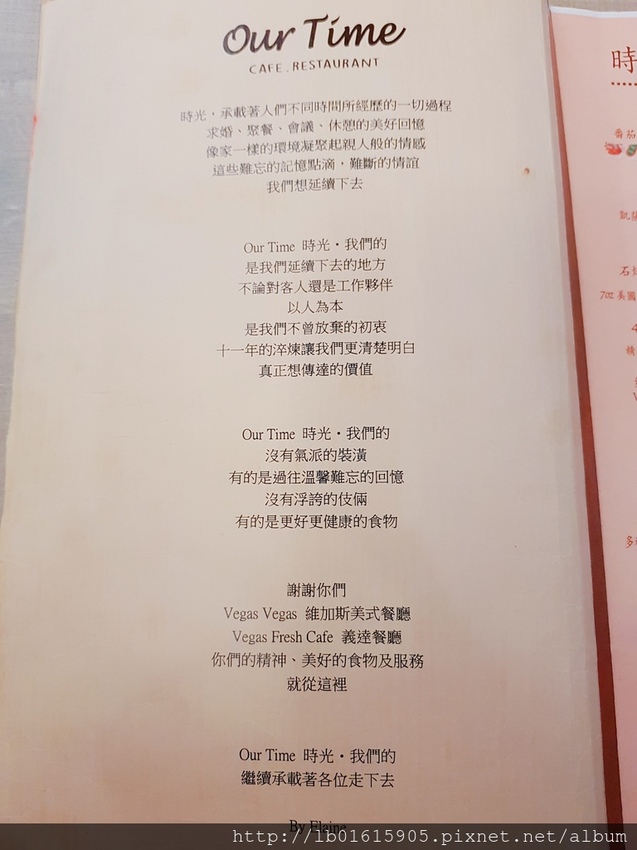 Our Time
CAFE.RESTAURANT
時光，承載著人們不同時間所經歷的一切過程
求婚、聚餐、會議、休憩的美好回憶
像家一樣的環境凝聚起親人般的情感
這些難忘的記憶點滴，難斷的情誼
我們想延續下去
Our Time 時光・我們的
是我們延續下去的地方
不論對客人還是工作夥伴
以人為本
是我們不曾放棄的初衷
十一年的淬煉讓我們更清楚明白
真正想傳達的價值
Our Time 時光・我們的
沒有氣派的裝潢
有的是過往溫馨難忘的回憶
沒有浮誇的伎倆
有的是更好更健康的食物
謝謝你們
Vegas Vegas 維加斯美式餐廳
Vegas Fresh Cafe 義達餐廳
你們的精神、美好的食物及服務
就從這裡
Our Time 時光・我們的
繼續承載著各位走下去
By Elaine
時
番茄
石
7oz 美國
http://lb01615905.pixnet.net/album